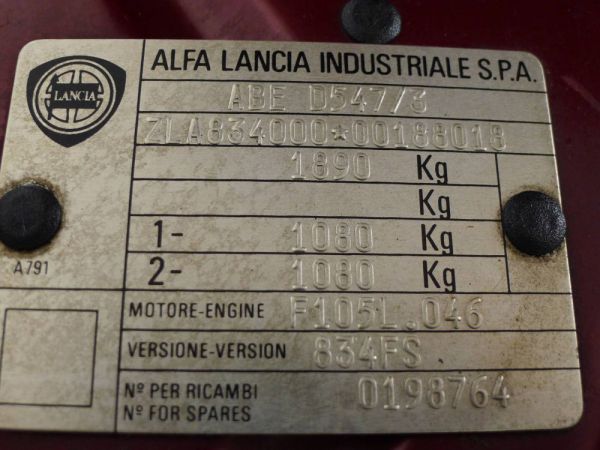 LANCIA
ALFA LANCIA INDUSTRIALE S.P.A.
ABE D547/3
ZLA834000*00188018
1890 Kg
Kg
1- 1080 Kg
2- 1080 Kg
A791
MOTORE-ENGINE F105L.046
VERSIONE-VERSION 834FS
Nº PER RICAMBI 0198764
Nº FOR SPARES